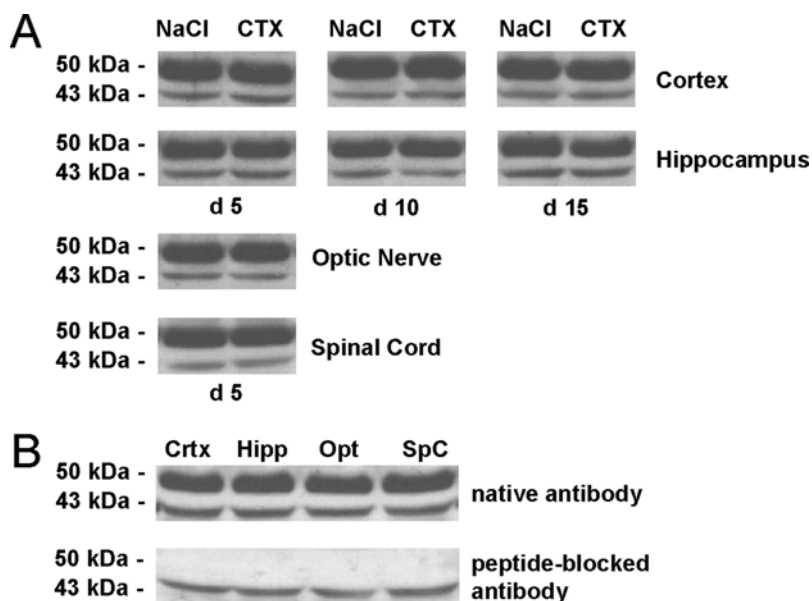 A
NaCl CTX NaCl CTX NaCl CTX
50 kDa -
43 kDa -
Cortex
50 kDa -
43 kDa -
Hippocampus
d 5 d 10 d 15
50 kDa -
43 kDa -
Optic Nerve
50 kDa -
43 kDa -
Spinal Cord
d 5
B
Crtx Hipp Opt SpC
50 kDa -
43 kDa -
native antibody
50 kDa -
43 kDa -
peptide-blocked
antibody